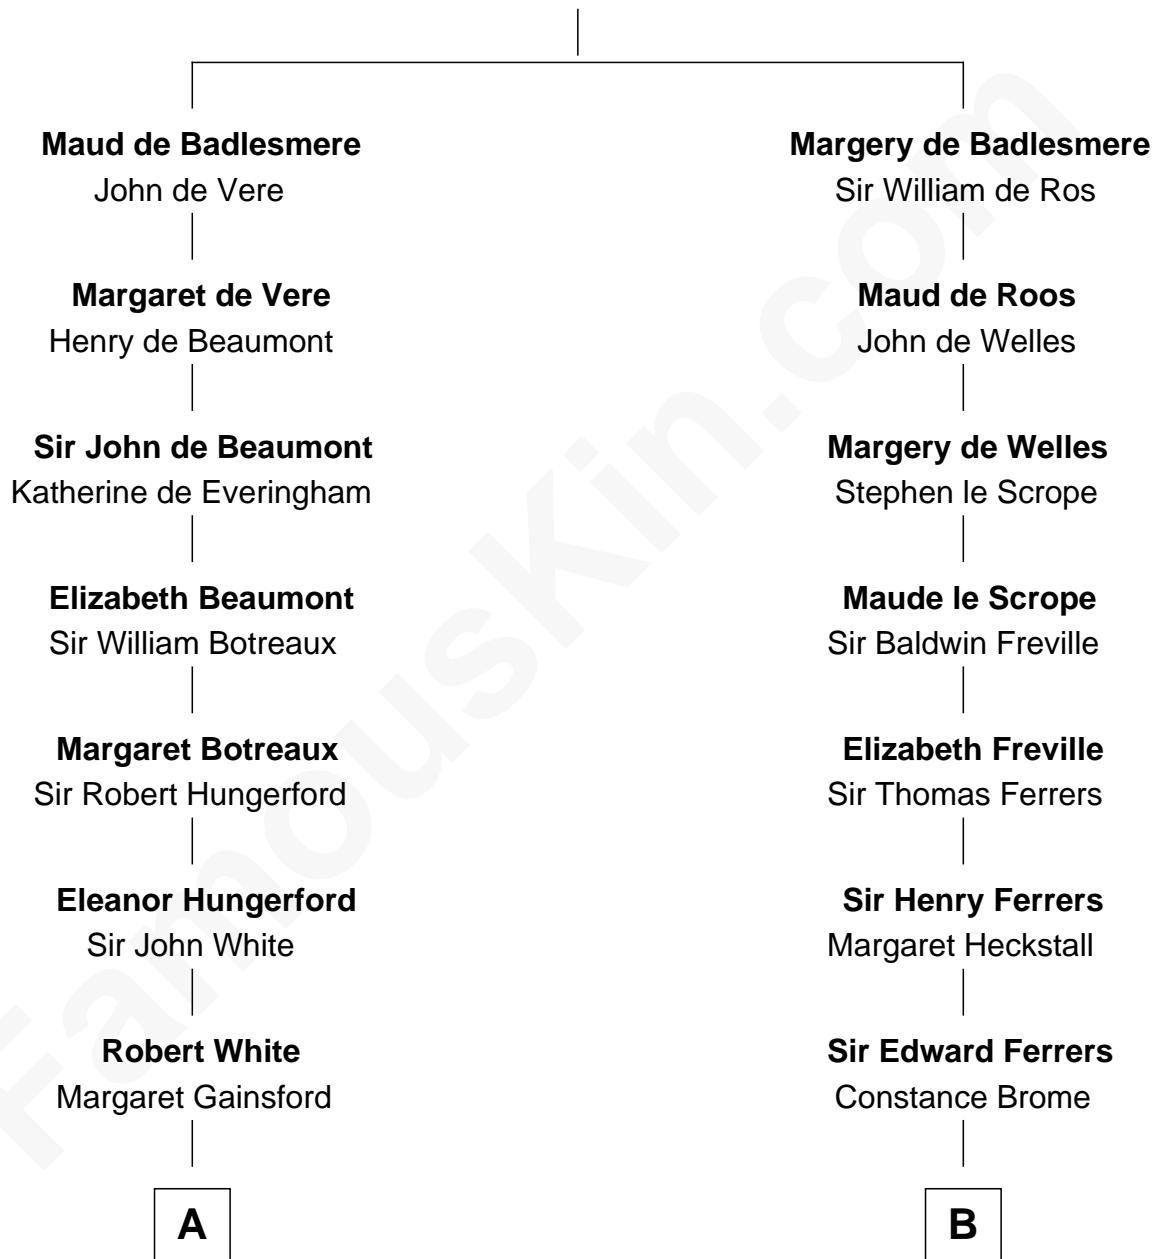 Maud de Badlesmere
John de Vere
Margaret de Vere
Henry de Beaumont
Sir John de Beaumont
Katherine de Everingham
Elizabeth Beaumont
Sir William Botreaux
Margaret Botreaux
Sir Robert Hungerford
Eleanor Hungerford
Sir John White
Robert White
Margaret Gainsford
A
Margery de Badlesmere
Sir William de Ros
Maud de Roos
John de Welles
Margery de Welles
Stephen le Scrope
Maude le Scrope
Sir Baldwin Freville
Elizabeth Freville
Sir Thomas Ferrers
Sir Henry Ferrers
Margaret Heckstall
Sir Edward Ferrers
Constance Brome
B
FamousKin.com